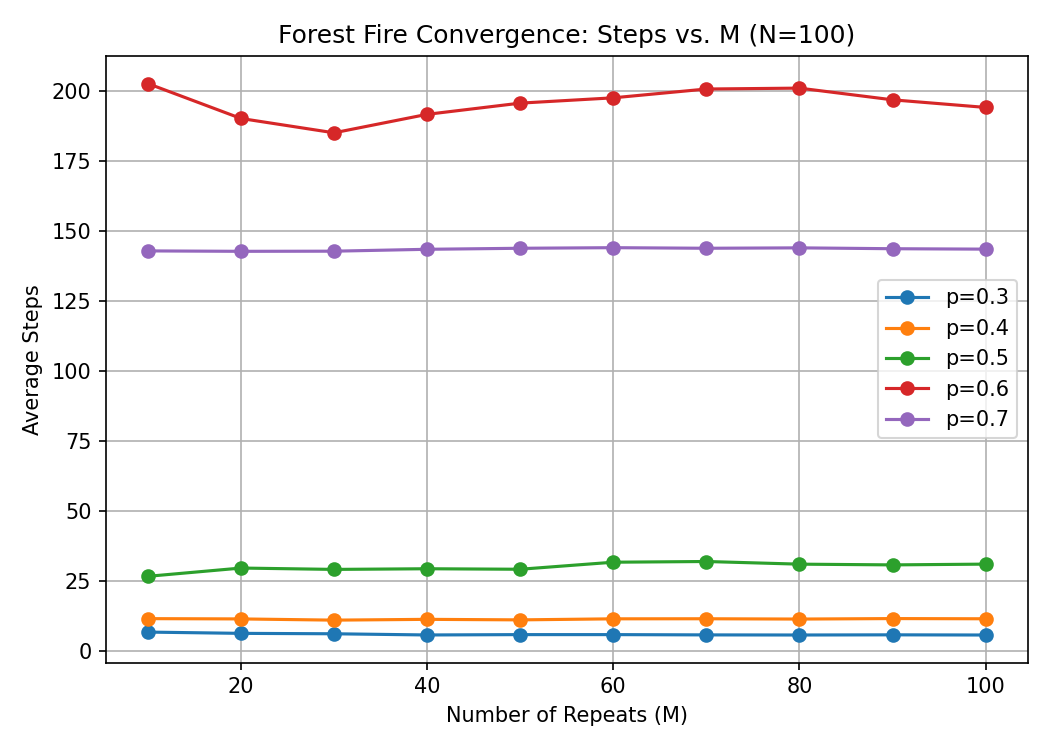 Forest Fire Convergence: Steps vs. M (N=100)
Average Steps
200
175
150
125
100
75
50
25
0
p=0.3
p=0.4
p=0.5
p=0.6
p=0.7
20 40 60 80 100
Number of Repeats (M)